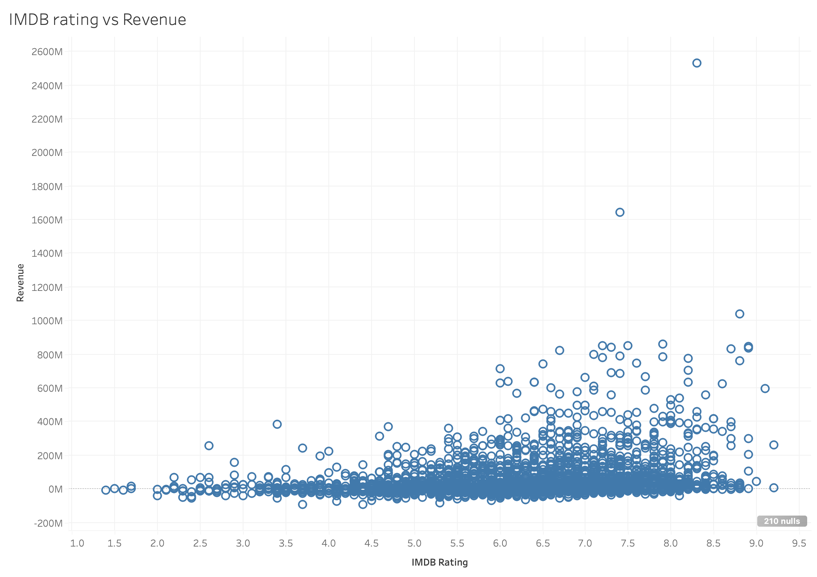 IMDB rating vs Revenue
2600M
2400M
2200M
2000M
1800M
1600M
1400M
1200M
1000M
800M
600M
400M
200M
0M
-200M
Revenue
210 nulls
1.0 1.5 2.0 2.5 3.0 3.5 4.0 4.5 5.0 5.5 6.0 6.5 7.0 7.5 8.0 8.5 9.0 9.5
IMDB Rating